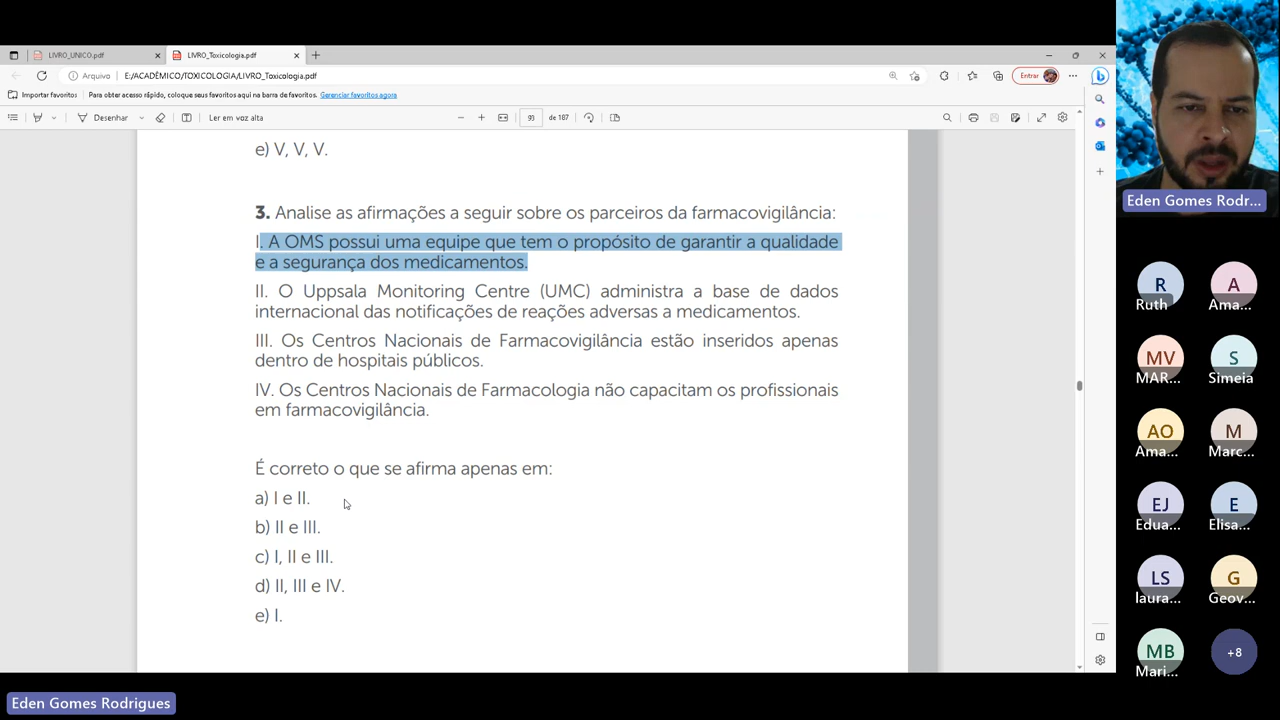 LIVRO_UNICO.pdf
LIVRO_Toxicologia.pdf
Arquivo
E:/ACADÊMICO/TOXICOLOGIA/LIVRO_Toxicologia.pdf
Entrar
Importar favoritos
Para obter acesso rápido, coloque seus favoritos aqui na barra de favoritos. Gerenciar favoritos agora
Desenhar
Ler em voz alta
93 de 187
e) V, V, V.
3. Analise as afirmações a seguir sobre os parceiros da farmacovigilância:
I. A OMS possui uma equipe que tem o propósito de garantir a qualidade
e a segurança dos medicamentos.
II. O Uppsala Monitoring Centre (UMC) administra a base de dados
internacional das notificações de reações adversas a medicamentos.
III. Os Centros Nacionais de Farmacovigilância estão inseridos apenas
dentro de hospitais públicos.
IV. Os Centros Nacionais de Farmacologia não capacitam os profissionais
em farmacovigilância.
É correto o que se afirma apenas em:
a) I e II.
b) II e III.
c) I, II e III.
d) II, III e IV.
e) I.
Eden Gomes Rodr...
R
Ruth
A
Ama...
MV
MAR...
S
Simeia
AO
Ama...
M
Marc...
EJ
Edua...
E
Elisa...
LS
laura...
G
Geov...
MB
Mari...
+8
Eden Gomes Rodrigues